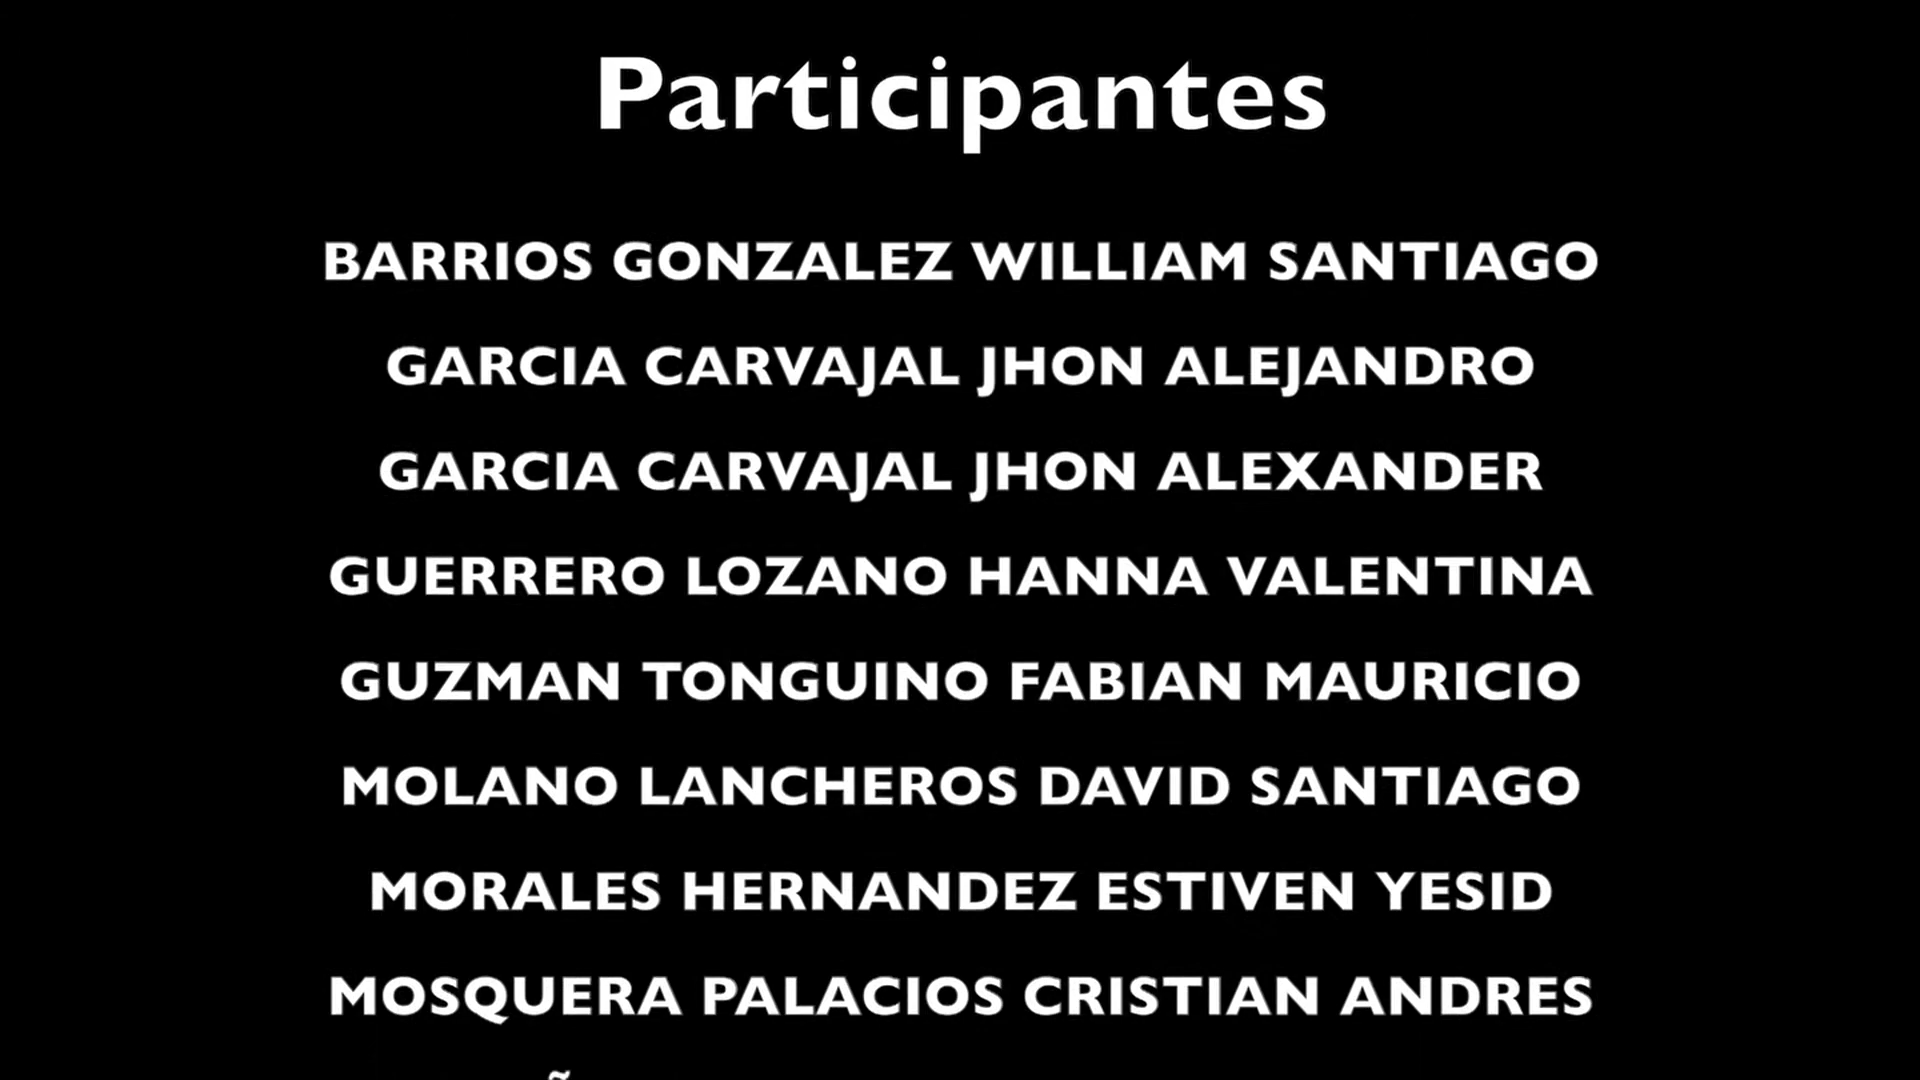 Participantes
BARRIOS GONZALEZ WILLIAM SANTIAGO
GARCIA CARVAJAL JHON ALEJANDRO
GARCIA CARVAJAL JHON ALEXANDER
GUERRERO LOZANO HANNA VALENTINA
GUZMAN TONGUINO FABIAN MAURICIO
MOLANO LANCHEROS DAVID SANTIAGO
MORALES HERNANDEZ ESTIVEN YESID
MOSQUERA PALACIOS CRISTIAN ANDRES